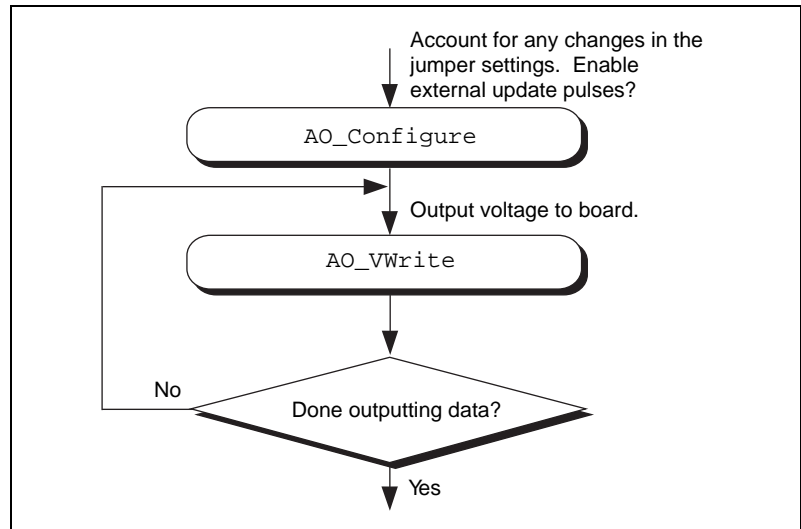 Account for any changes in the
jumper settings. Enable
external update pulses?
AO_Configure
Output voltage to board.
AO_VWrite
No
Done outputting data?
Yes